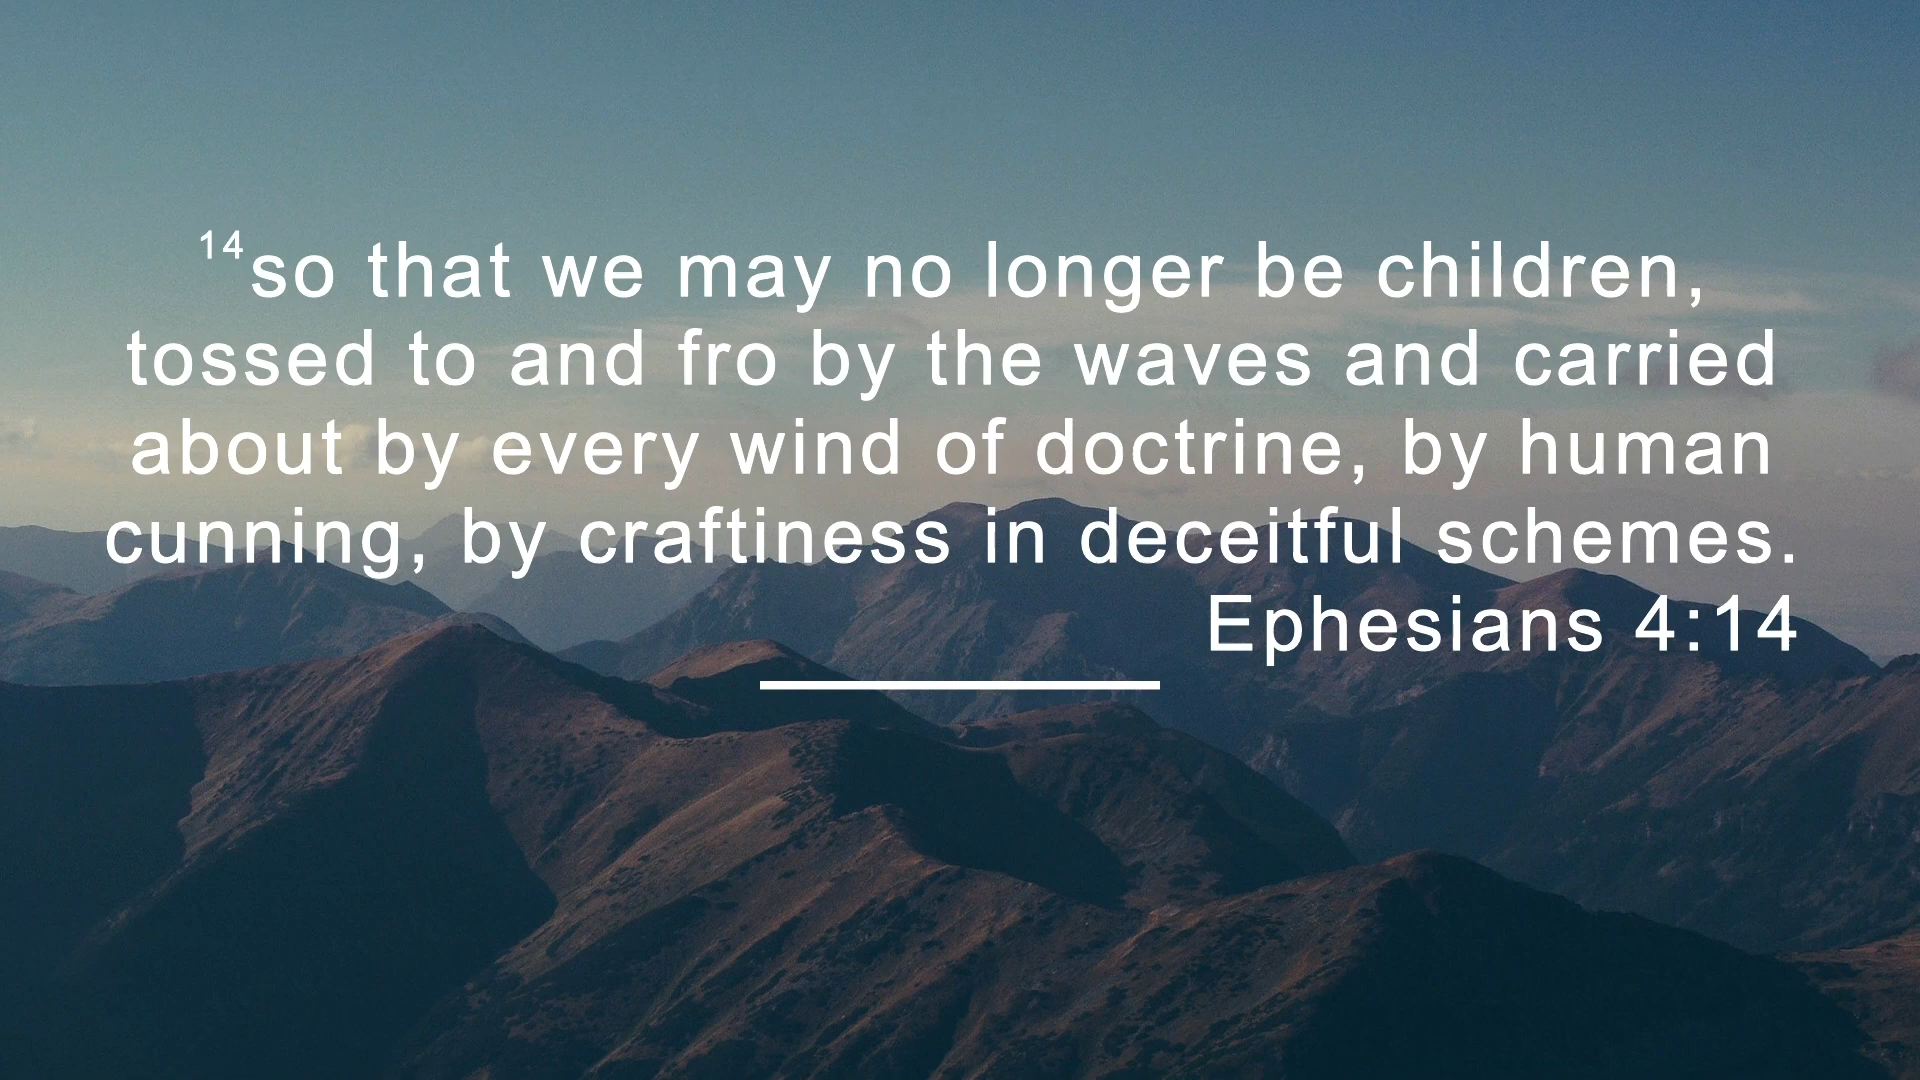 14so that we may no longer be children,
tossed to and fro by the waves and carried
about by every wind of doctrine, by human
cunning, by craftiness in deceitful schemes.
Ephesians 4:14